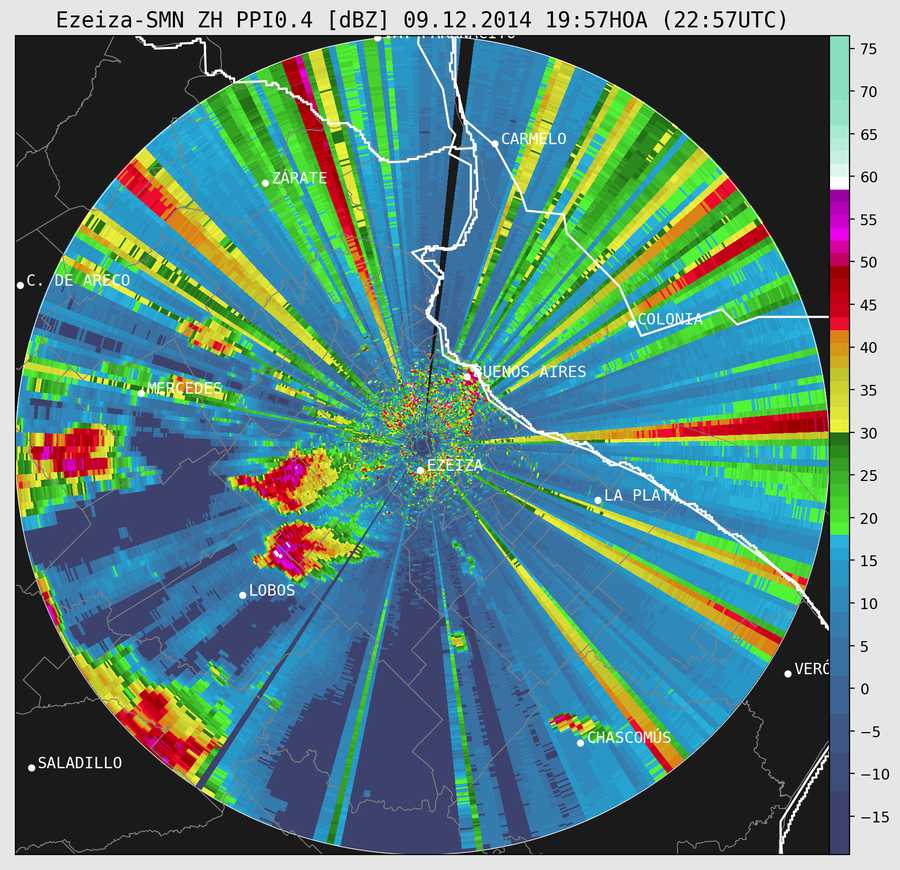 Ezeiza-SMN ZH PPI0.4 [dBZ] 09.12.2014 19:57HOA (22:57UTC)
CARMELO
ZÁRATE
C. DE ARECO
COLONIA
BUENOS AIRES
MERCEDES
EZEIZA
LA PLATA
LOBOS
VERÓ
CHASCOMÚS
SALADILLO
75
70
65
60
55
50
45
40
35
30
25
20
15
10
5
0
−5
−10
−15